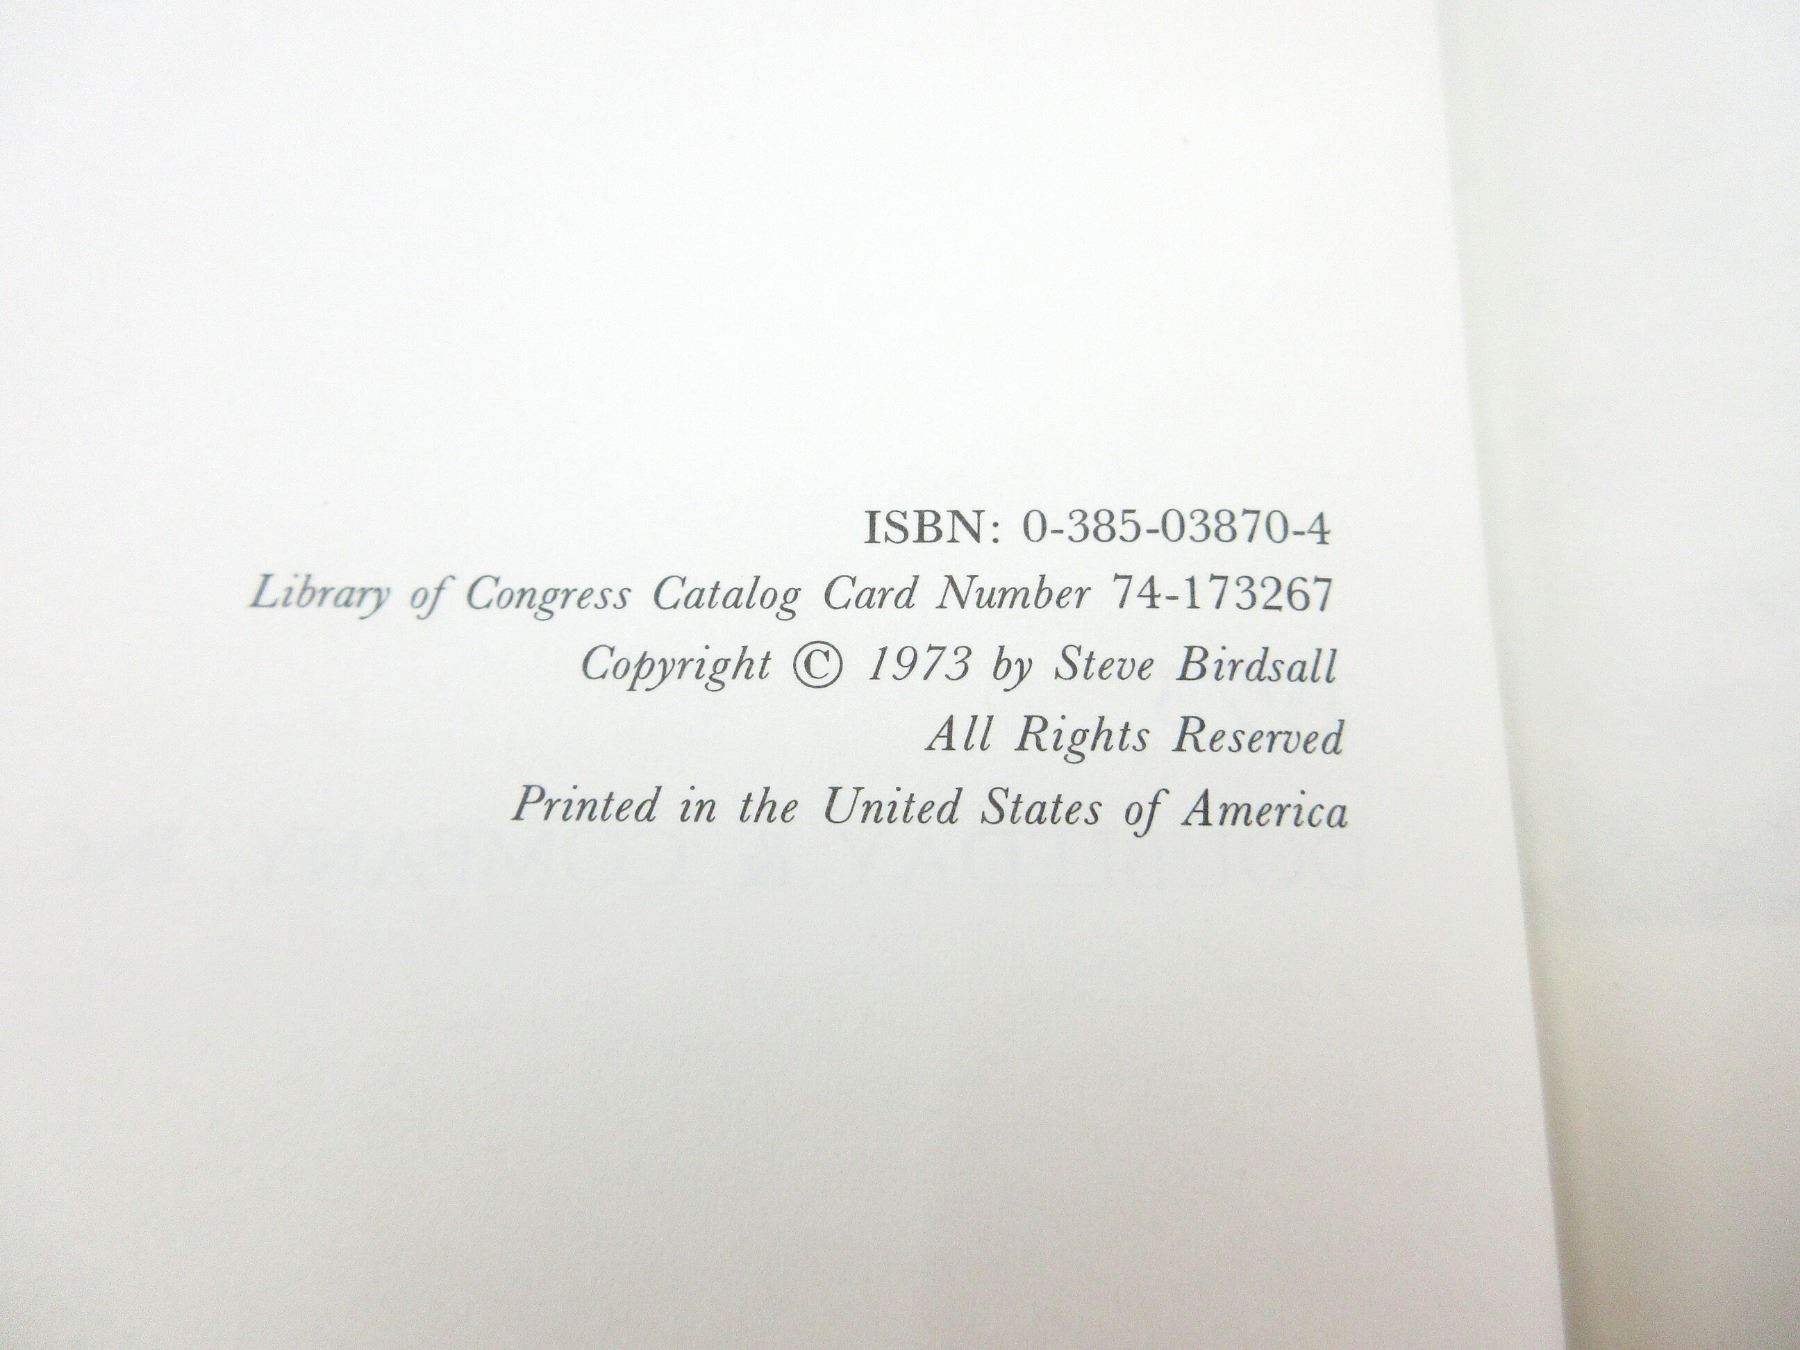 ISBN: 0-385-03870-4
Library of Congress Catalog Card Number 74-173267
Copyright © 1973 by Steve Birdsall
All Rights Reserved
Printed in the United States of America